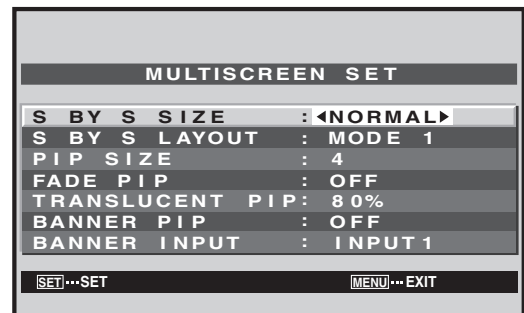 MULTISCREEN SET
S BY S SIZE : ◀NORMAL▶
S BY S LAYOUT : MODE 1
PIP SIZE : 4
FADE PIP : OFF
TRANSLUCENT PIP: 80%
BANNER PIP : OFF
BANNER INPUT : INPUT1
SET···SET MENU···EXIT